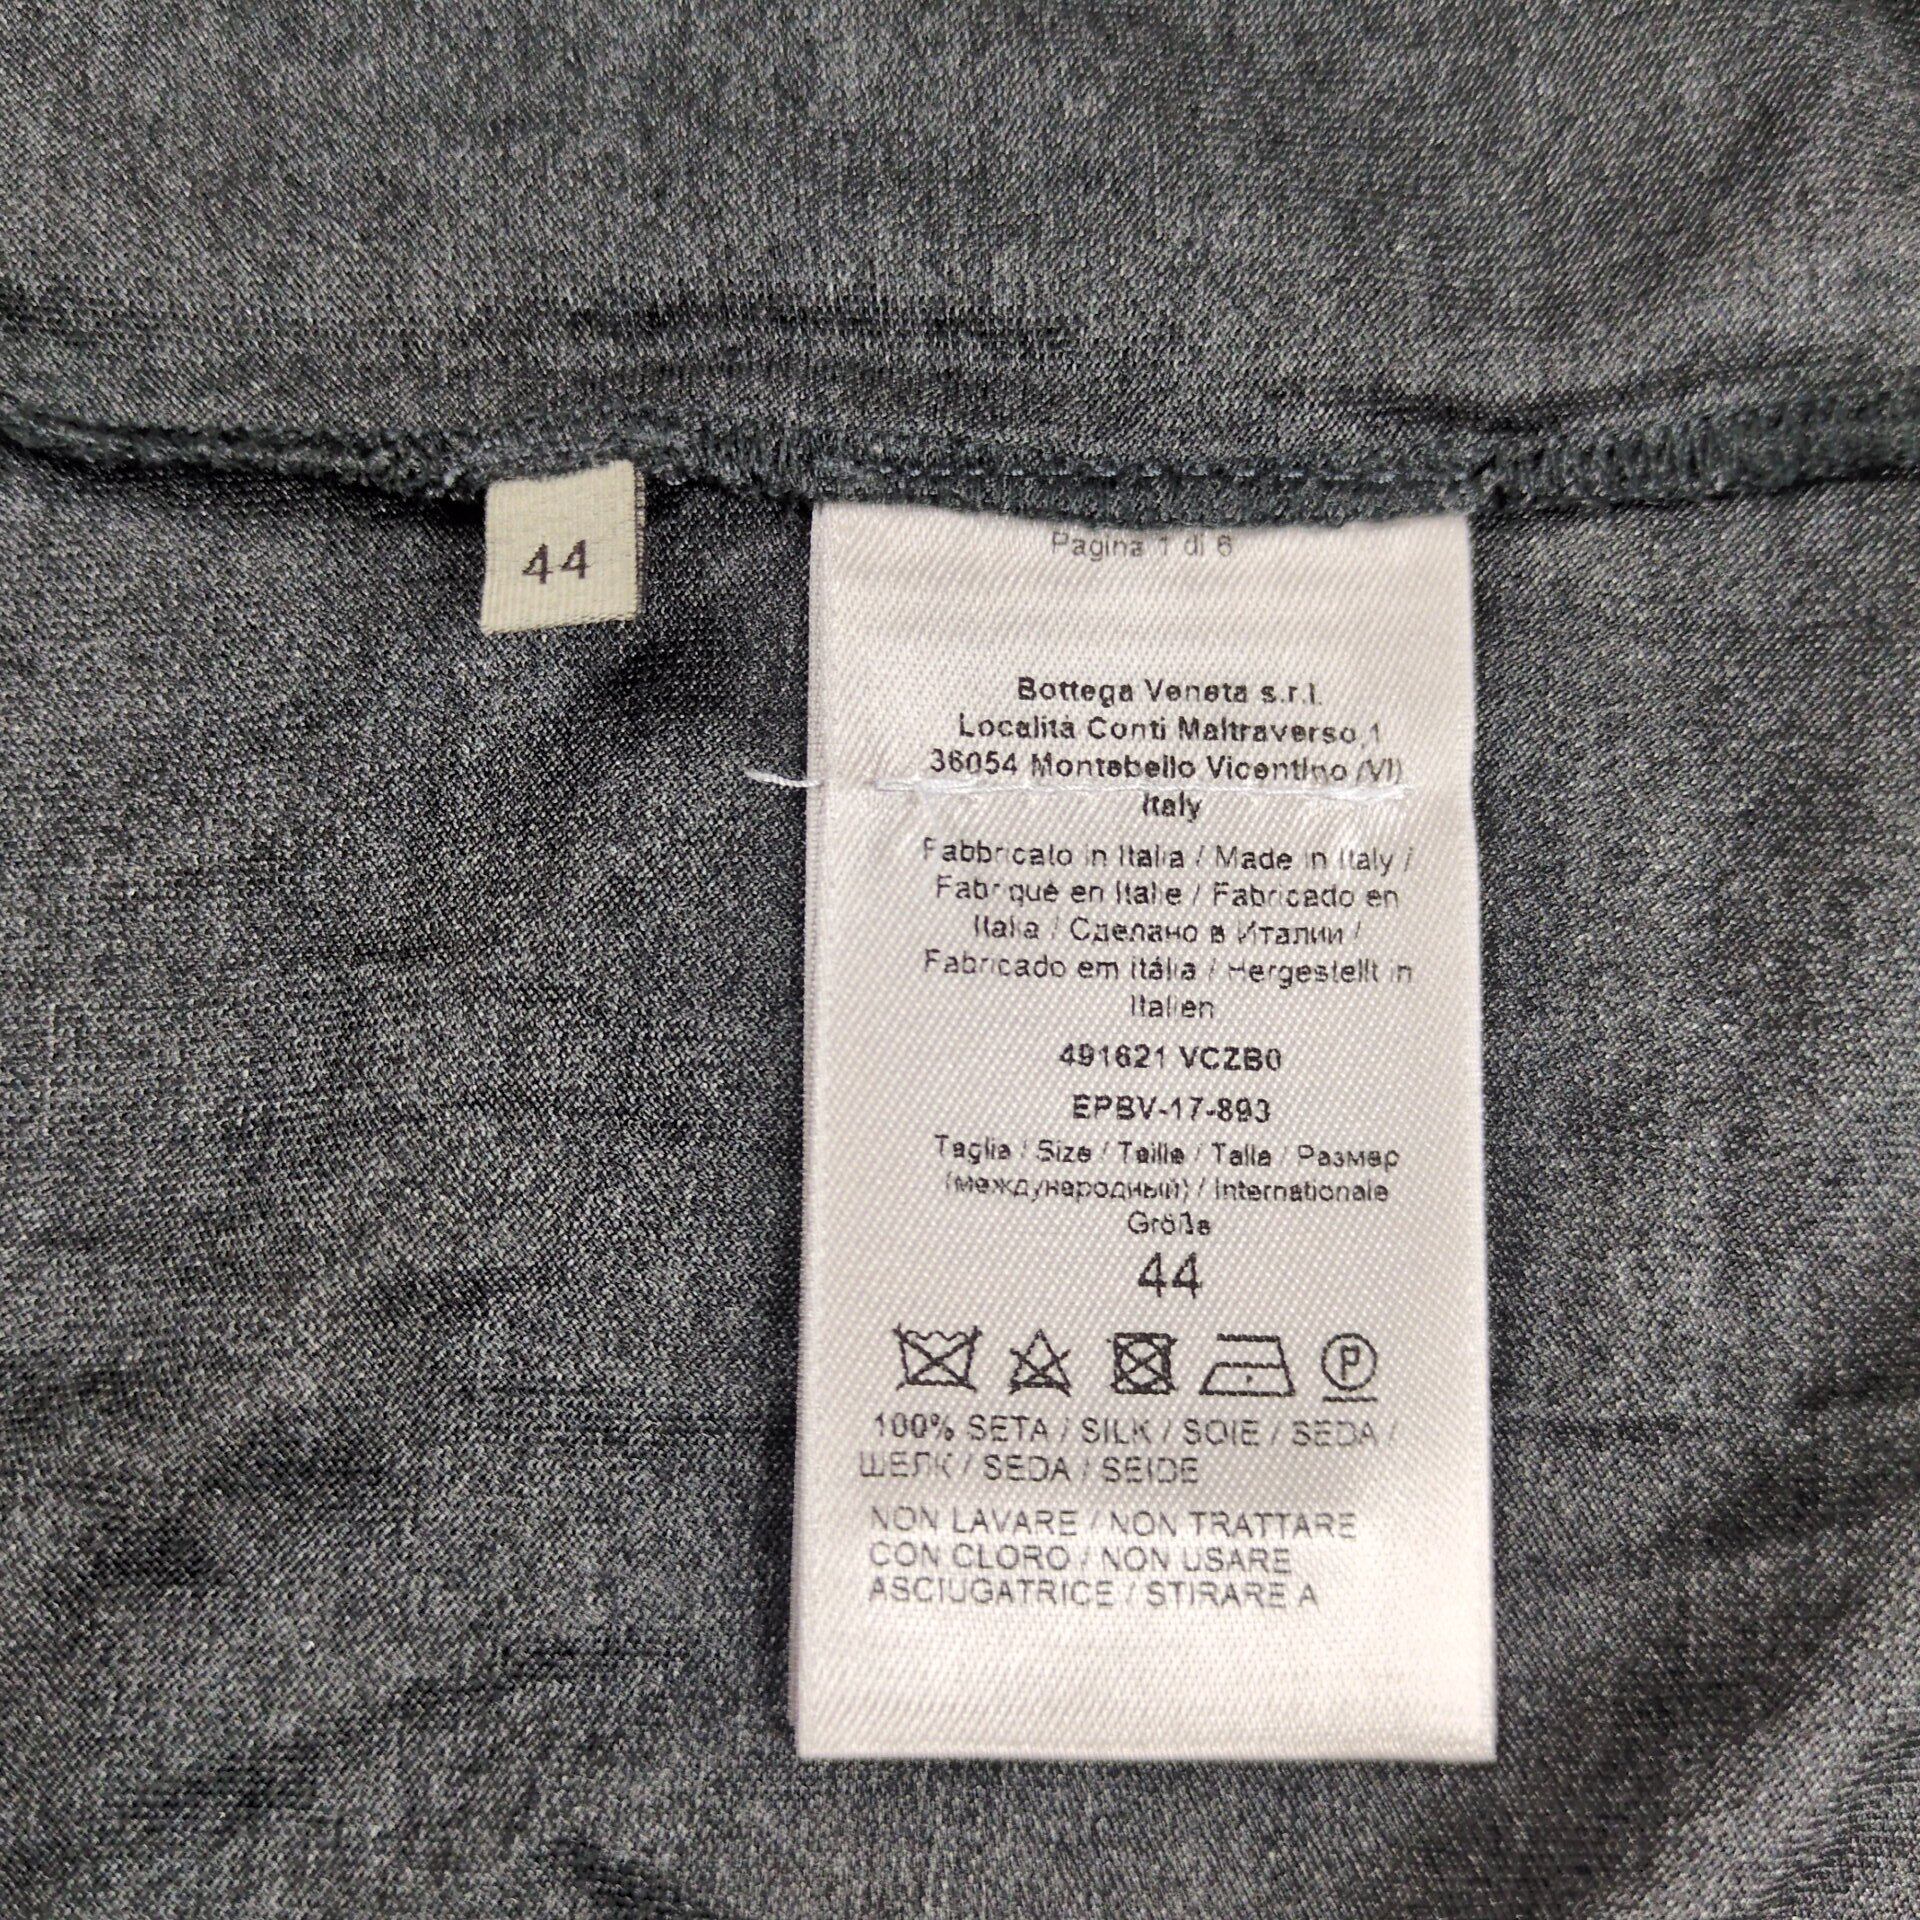 44
Pagina 1 di 6
Bottega Veneta s.r.l.
Località Conti Maltraverso,1
36054 Montebello Vicentino (VI)
Italy
Fabbricato in Italia / Made in Italy /
Fabriqué en Italie / Fabricado en
Italia / Сделано в Италии /
Fabricado em Itália / Hergestellt in
Italien
491621 VCZB0
EPBV-17-893
Taglia / Size / Taille / Talla / Размер
(международный) / Internationale
Größe
44
P
100% SETA / SILK / SOIE / SEDA /
ШЕЛК / SEDA / SEIDE
NON LAVARE / NON TRATTARE
CON CLORO / NON USARE
ASCIUGATRICE / STIRARE A